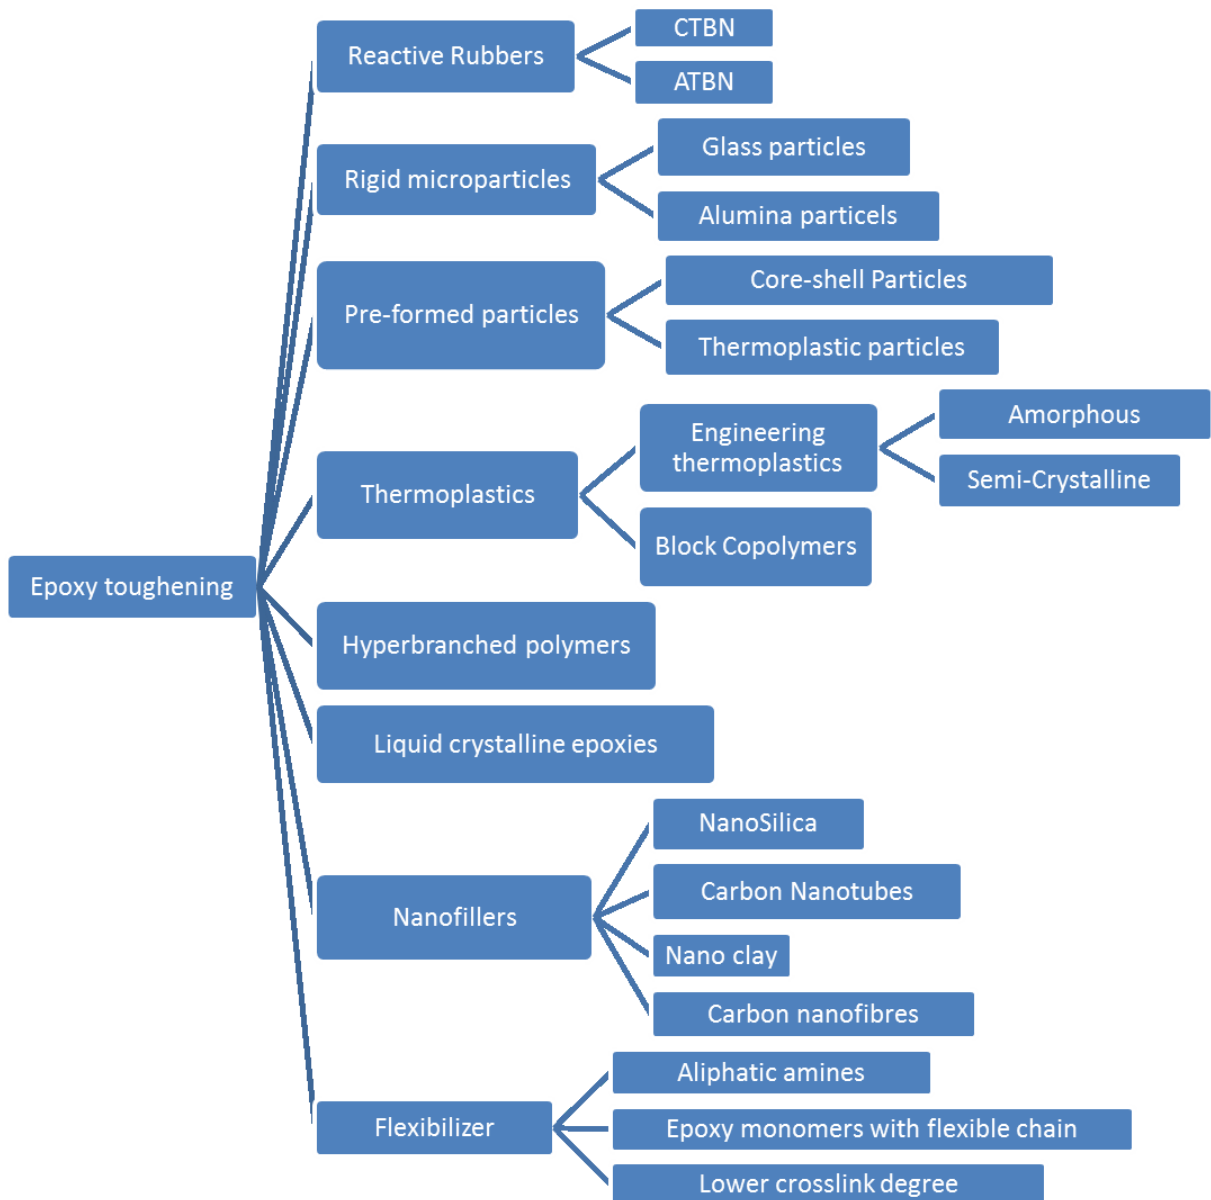 Epoxy toughening
Reactive Rubbers
CTBN
ATBN
Rigid microparticles
Glass particles
Alumina particels
Pre-formed particles
Core-shell Particles
Thermoplastic particles
Thermoplastics
Engineering
thermoplastics
Amorphous
Semi-Crystalline
Block Copolymers
Hyperbranched polymers
Liquid crystalline epoxies
Nanofillers
NanoSilica
Carbon Nanotubes
Nano clay
Carbon nanofibres
Flexibilizer
Aliphatic amines
Epoxy monomers with flexible chain
Lower crosslink degree